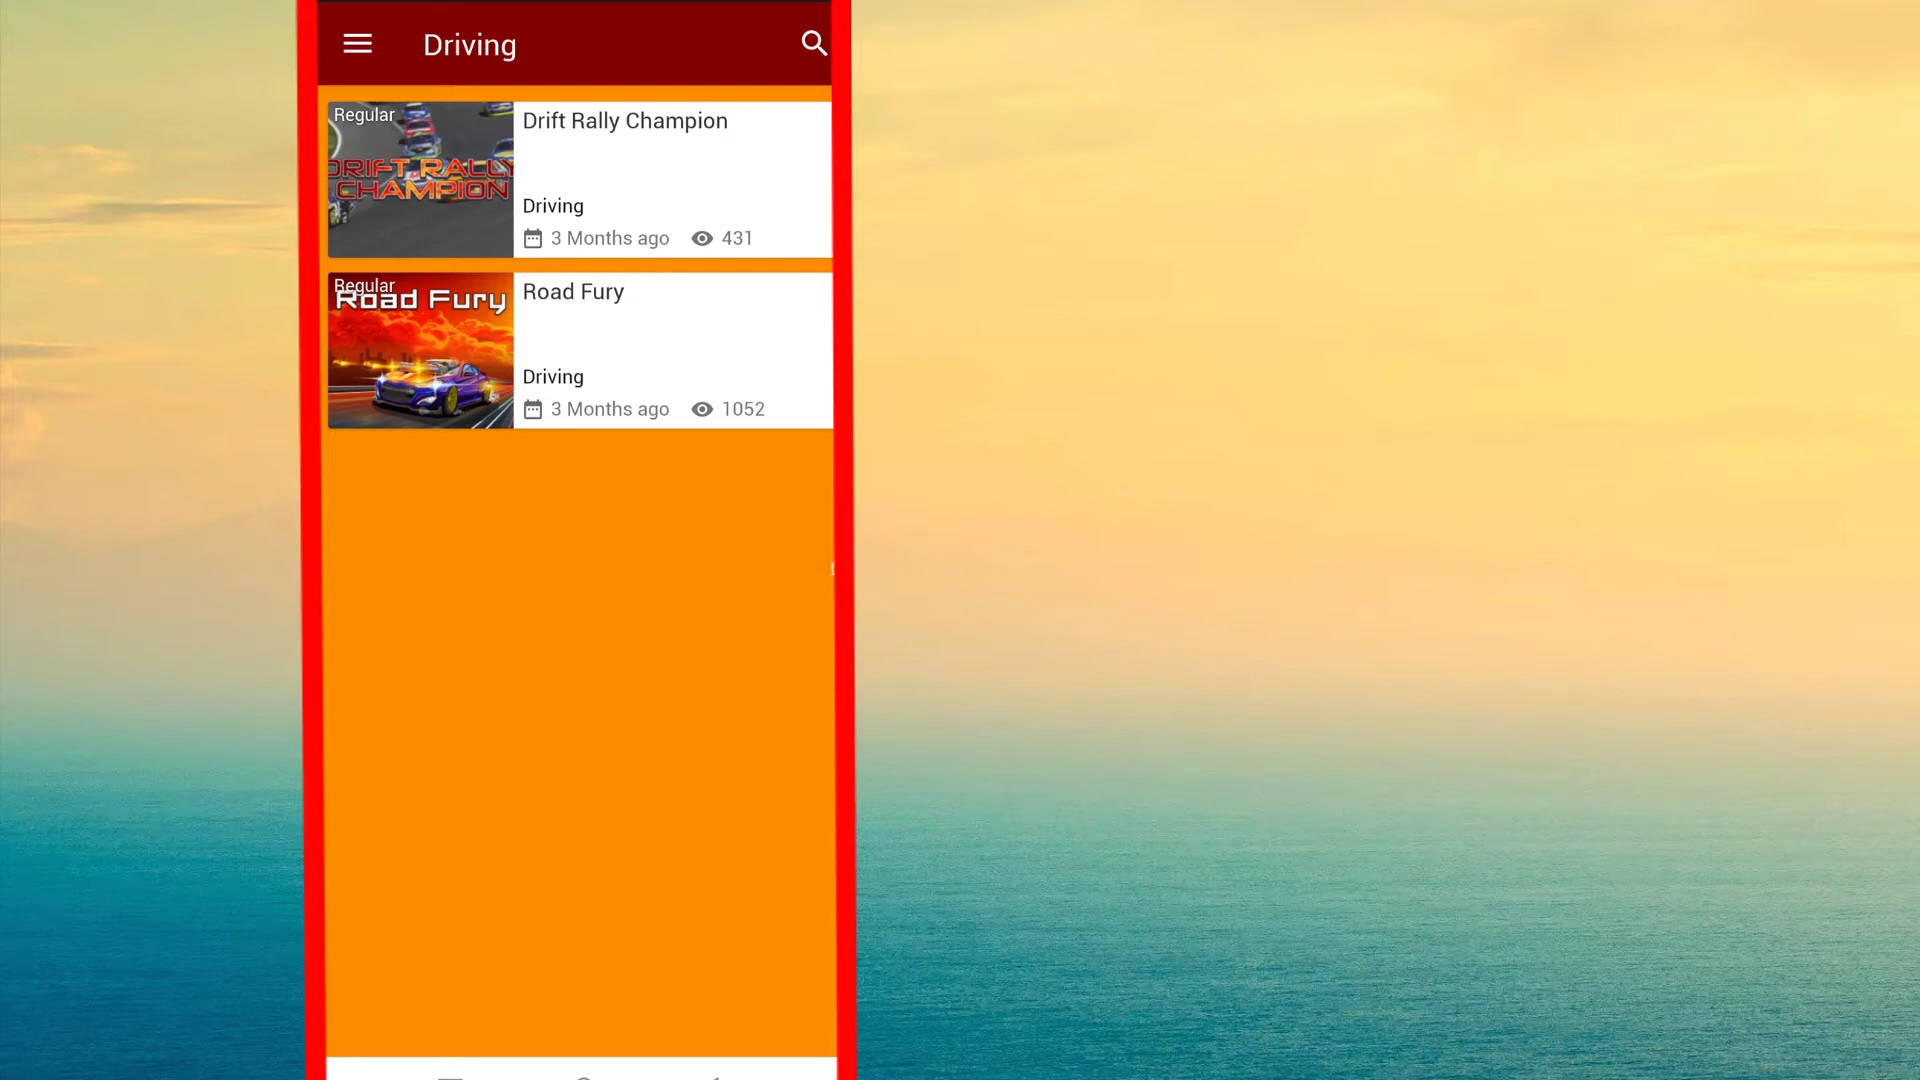 Driving
Regular
DRIFT RALLY
CHAMPION
Drift Rally Champion
Driving
3 Months ago 431
Regular
Road Fury
Road Fury
Driving
3 Months ago 1052